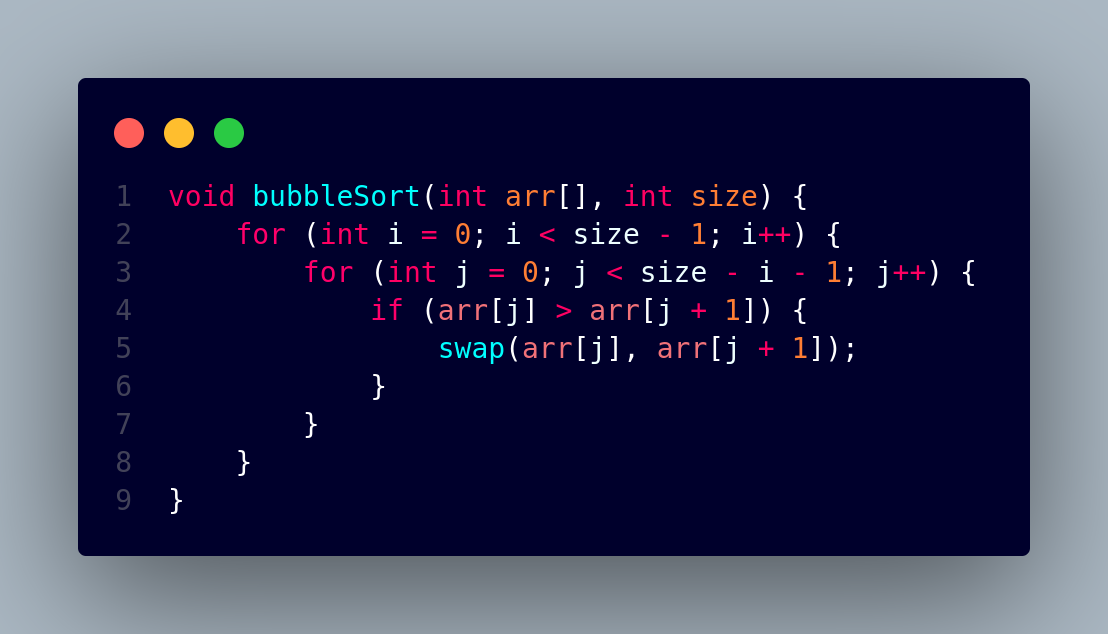 1 void bubbleSort(int arr[], int size) {
2     for (int i = 0; i < size - 1; i++) {
3         for (int j = 0; j < size - i - 1; j++) {
4             if (arr[j] > arr[j + 1]) {
5                 swap(arr[j], arr[j + 1]);
6             }
7         }
8     }
9 }